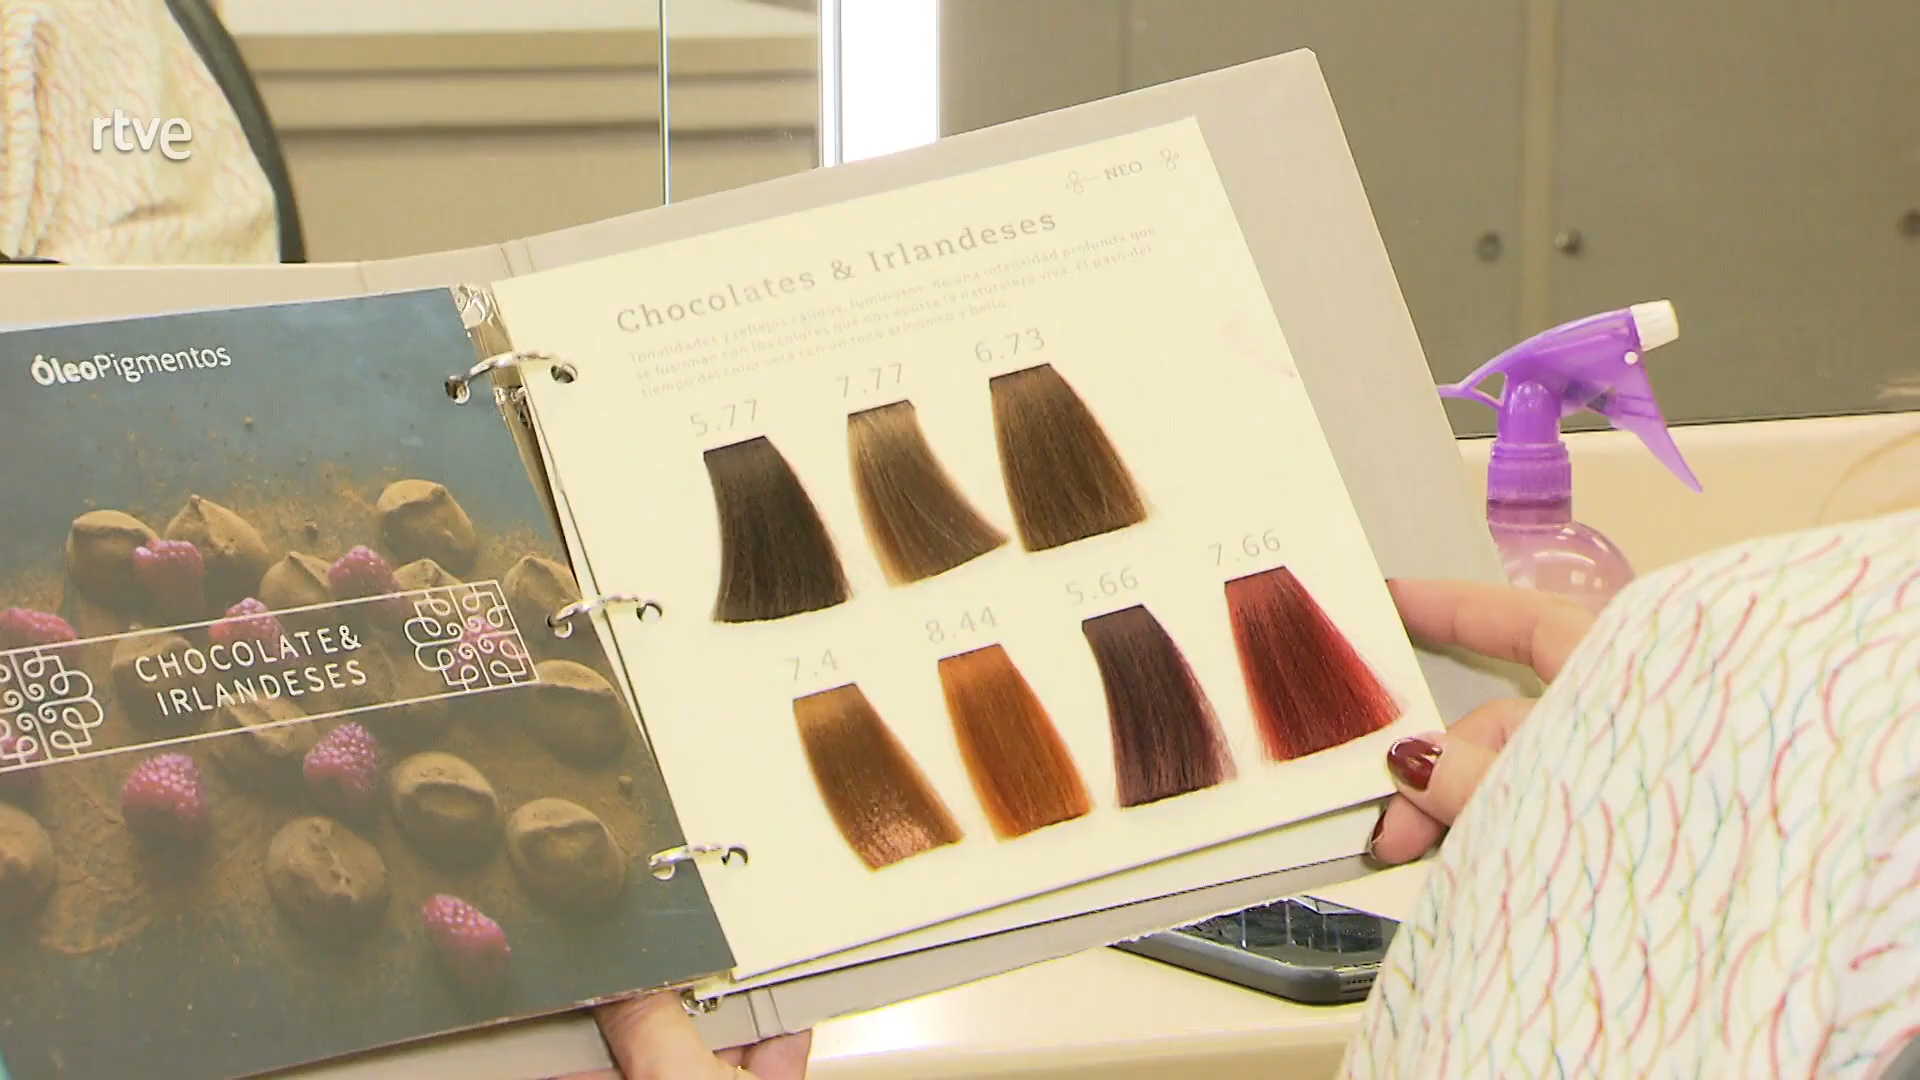 rtve
ÓleoPigmentos
CHOCOLATE&
IRLANDESES
NEO
Chocolates & Irlandeses
Tonalidades y reflejos caudus, luminosos, de una intensidad profunda que
se fusionan con los colores que nos aporta la naturaleza viva. El paso del
tiempo del color será con un tono armónico y bello.
5.77
7.77
6.73
7.4
8.44
5.66
7.66